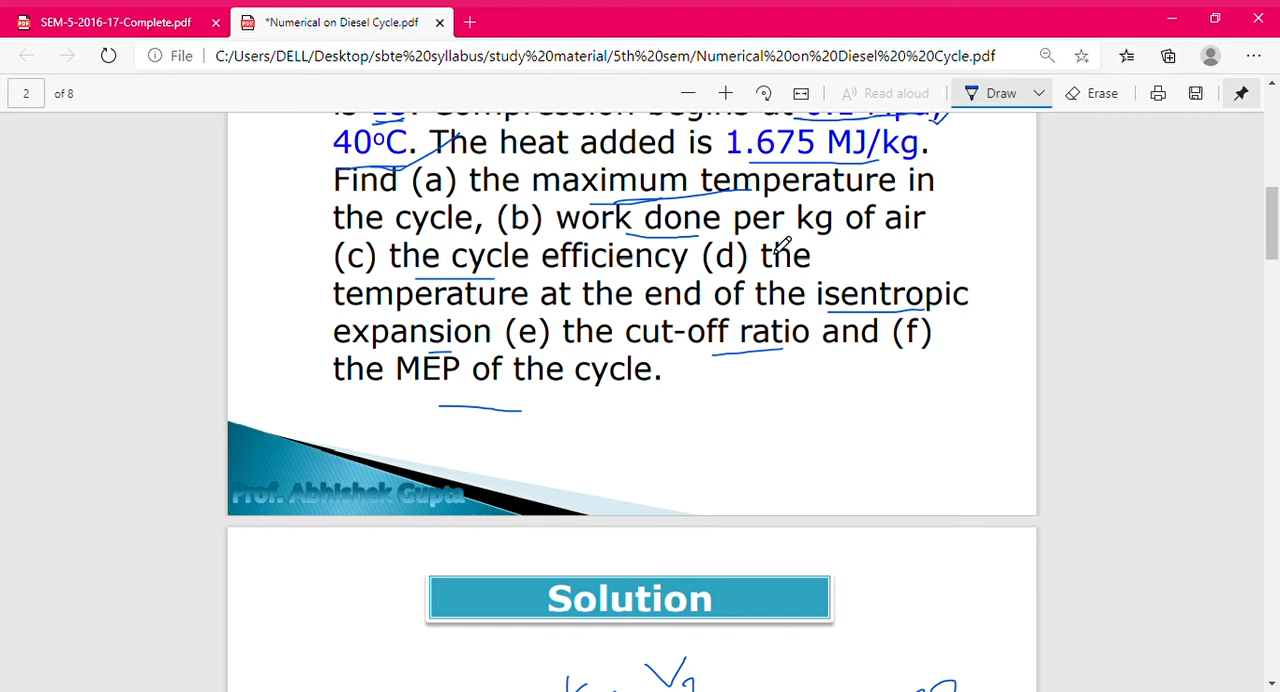 SEM-5-2016-17-Complete.pdf
*Numerical on Diesel Cycle.pdf
File C:/Users/DELL/Desktop/sbte%20syllabus/study%20material/5th%20sem/Numerical%20on%20Diesel%20%20Cycle.pdf
2 of 8
Read aloud
Draw
Erase
Compression begins at
40°C. The heat added is 1.675 MJ/kg.
Find (a) the maximum temperature in
the cycle, (b) work done per kg of air
(c) the cycle efficiency (d) the
temperature at the end of the isentropic
expansion (e) the cut-off ratio and (f)
the MEP of the cycle.
Prof. Abhishek Gupta
Solution